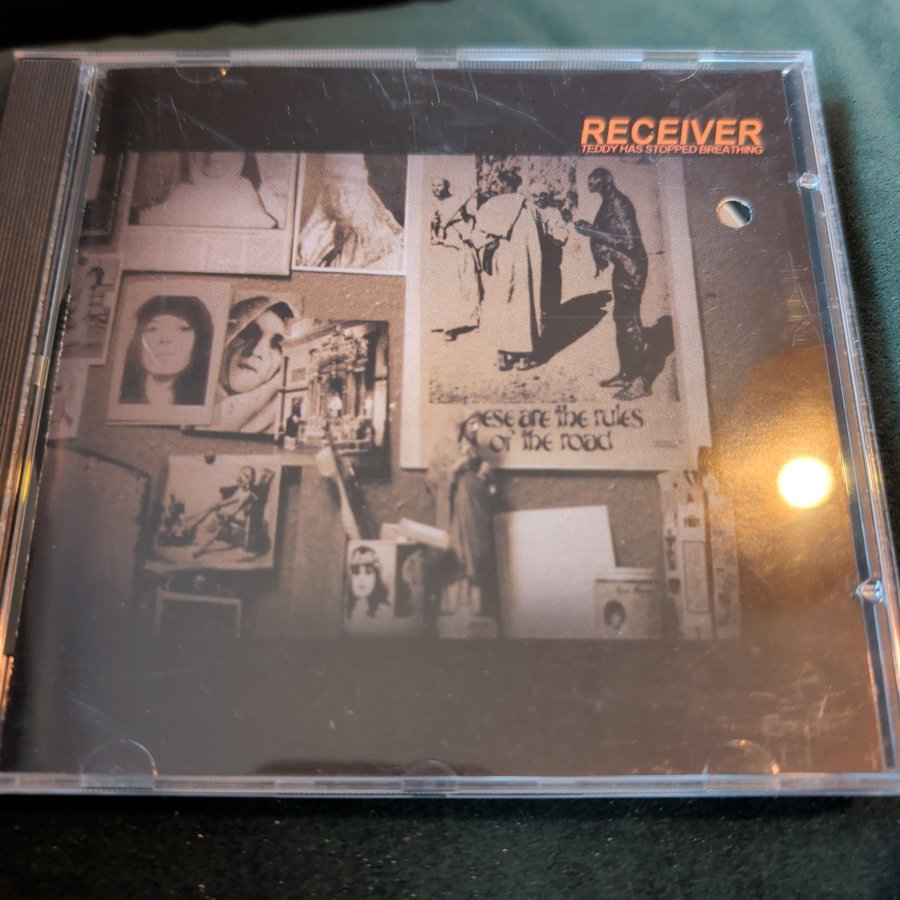 RECEIVER
TEDDY HAS STOPPED BREATHING
ese are the rules
of the road